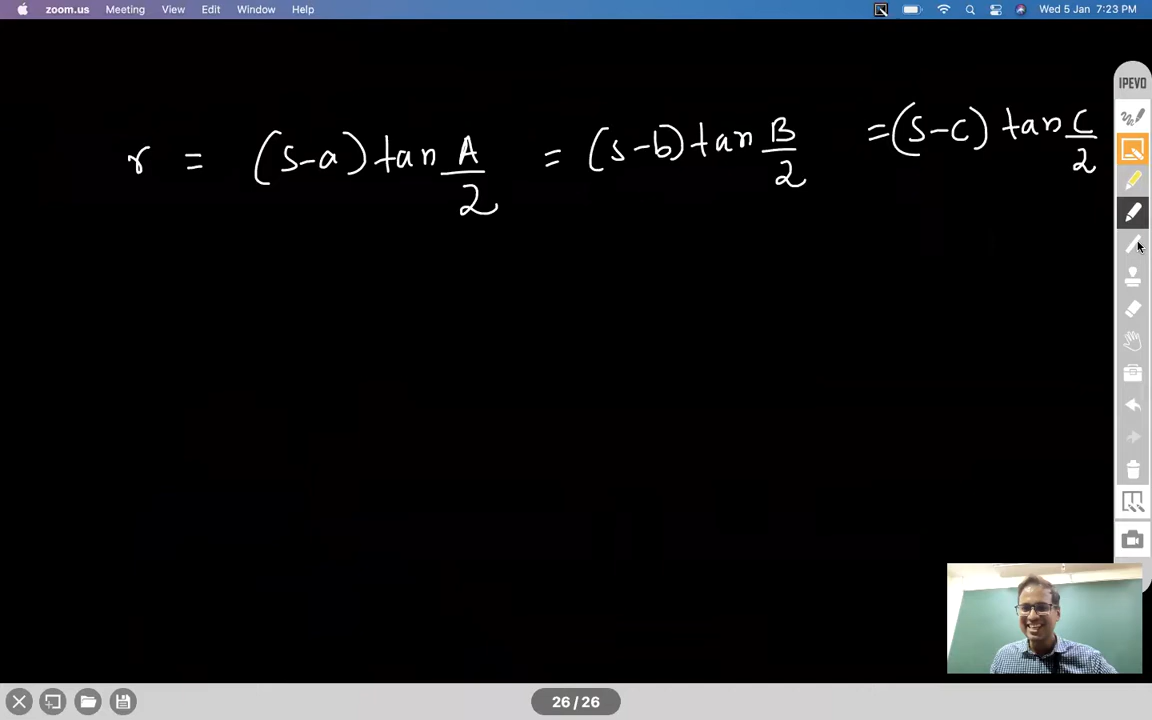 zoom.us Meeting View Edit Window Help Wed 5 Jan 7:23 PM
IPEVO
r = (s-a) tan A/2 = (s-b) tan B/2 = (s-c) tan C/2
26 / 26